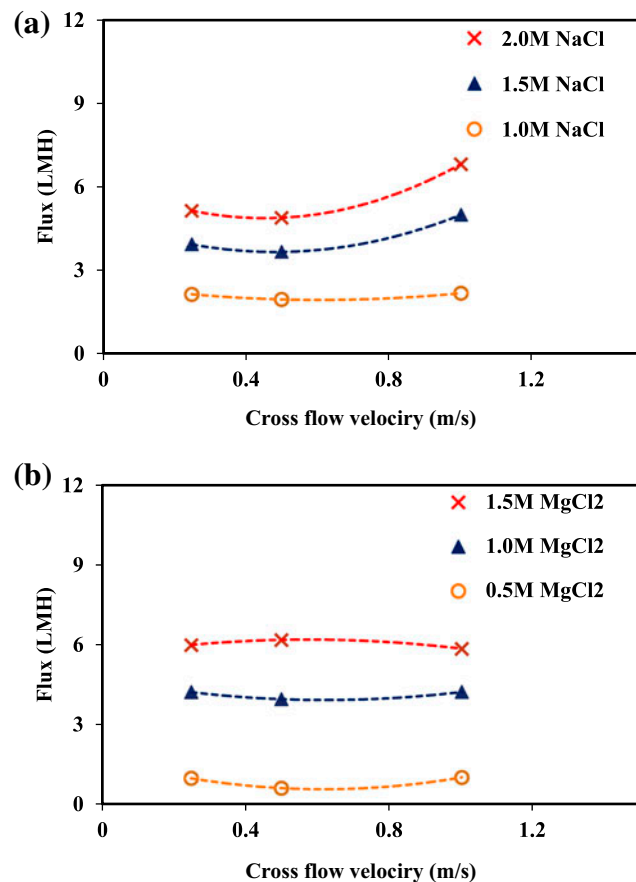 (a)
12
9
6
3
0
Flux (LMH)
2.0M NaCl
1.5M NaCl
1.0M NaCl
0 0.4 0.8 1.2
Cross flow velociry (m/s)
(b)
12
9
6
3
0
Flux (LMH)
1.5M MgCl2
1.0M MgCl2
0.5M MgCl2
0 0.4 0.8 1.2
Cross flow velociry (m/s)